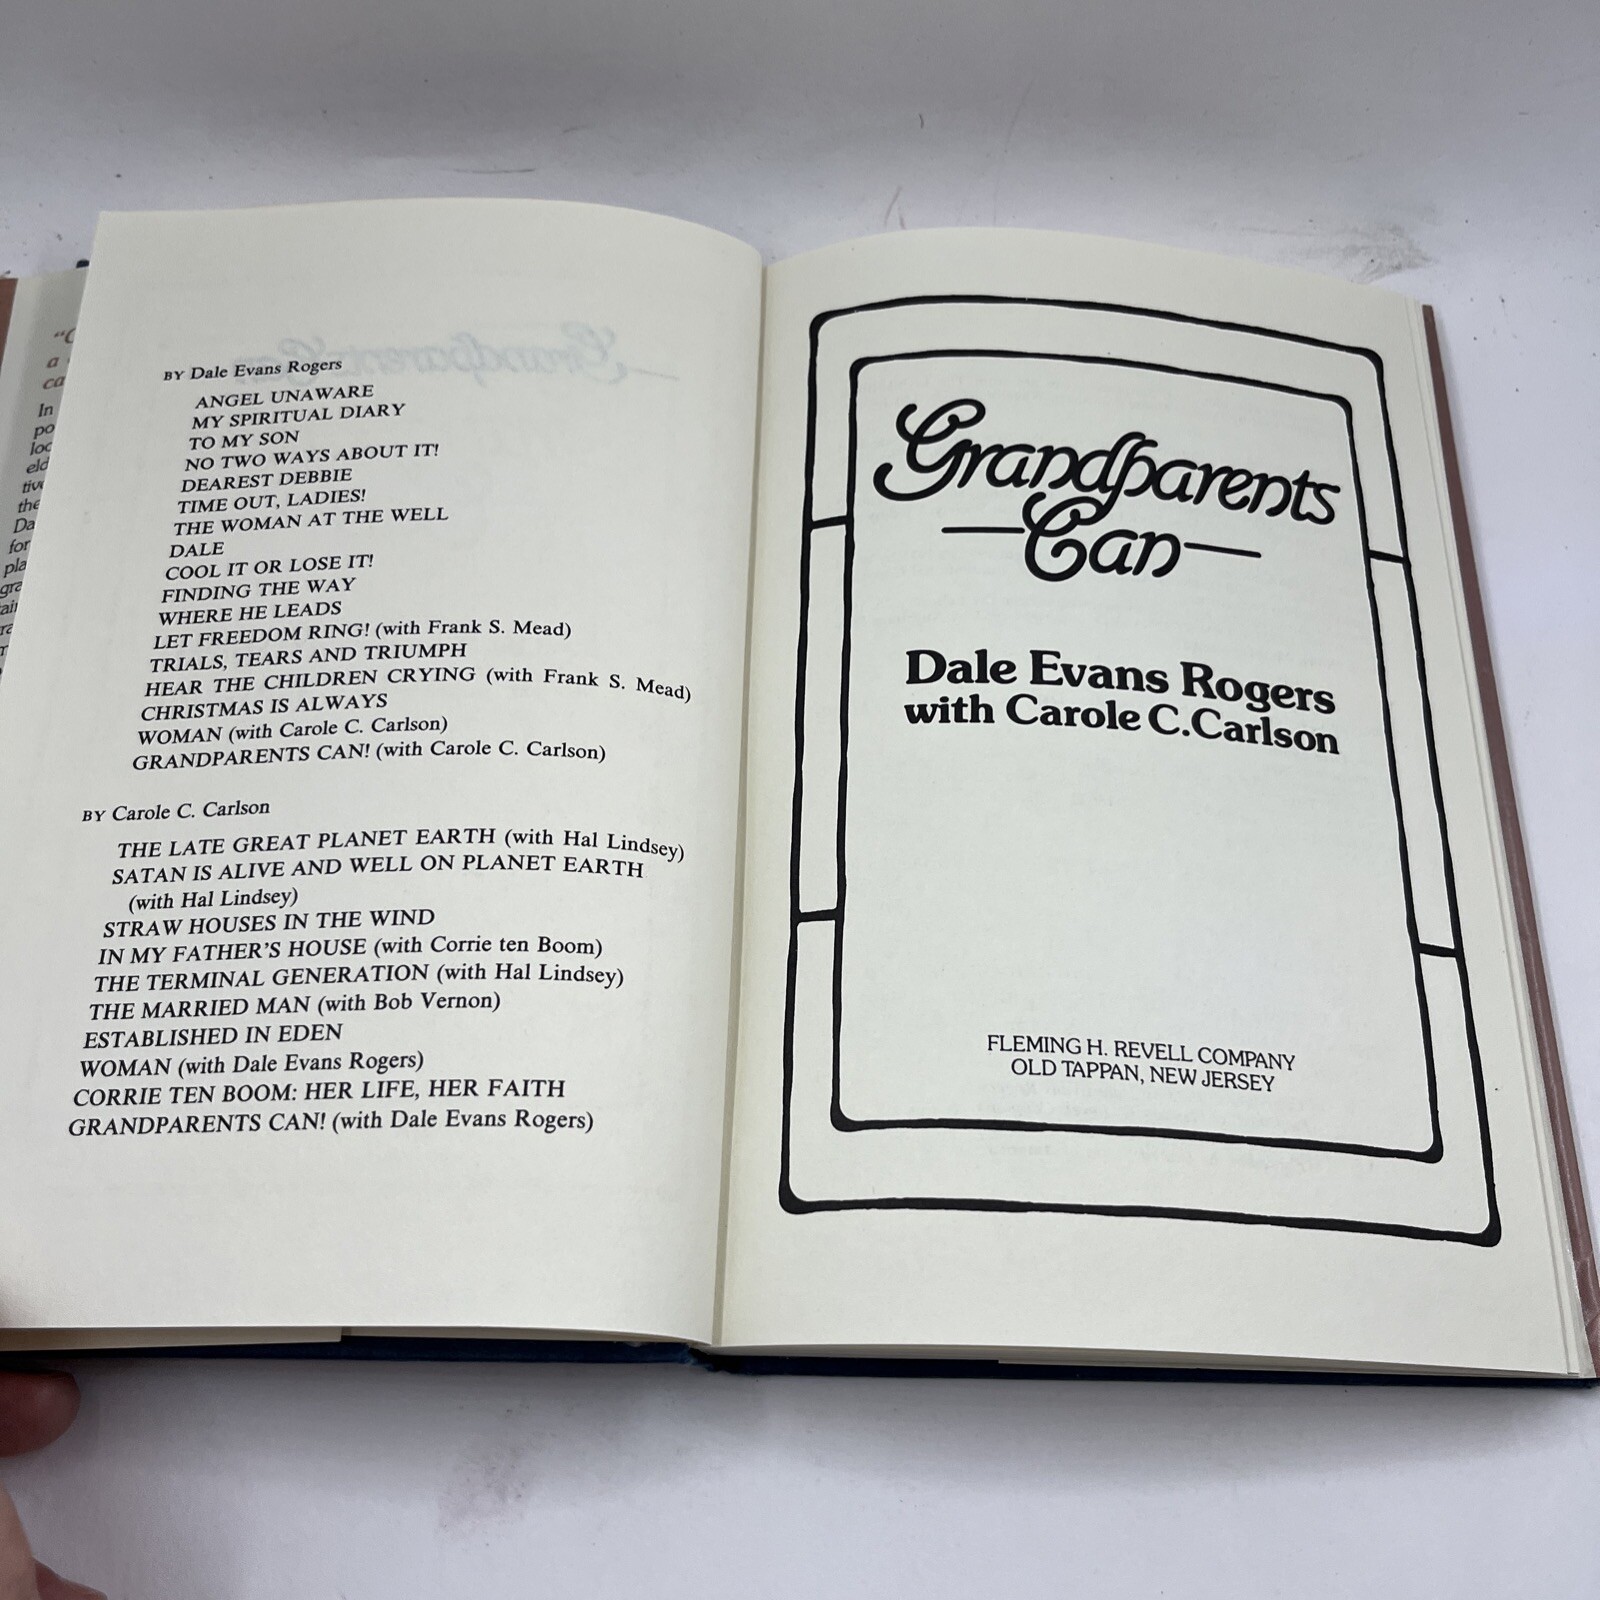 BY Dale Evans Rogers
ANGEL UNAWARE
MY SPIRITUAL DIARY
TO MY SON
NO TWO WAYS ABOUT IT!
DEAREST DEBBIE
TIME OUT, LADIES!
THE WOMAN AT THE WELL
DALE
COOL IT OR LOSE IT!
FINDING THE WAY
WHERE HE LEADS
LET FREEDOM RING! (with Frank S. Mead)
TRIALS, TEARS AND TRIUMPH
HEAR THE CHILDREN CRYING (with Frank S. Mead)
CHRISTMAS IS ALWAYS
WOMAN (with Carole C. Carlson)
GRANDPARENTS CAN! (with Carole C. Carlson)
BY Carole C. Carlson
THE LATE GREAT PLANET EARTH (with Hal Lindsey)
SATAN IS ALIVE AND WELL ON PLANET EARTH
(with Hal Lindsey)
STRAW HOUSES IN THE WIND
IN MY FATHER'S HOUSE (with Corrie ten Boom)
THE TERMINAL GENERATION (with Hal Lindsey)
THE MARRIED MAN (with Bob Vernon)
ESTABLISHED IN EDEN
WOMAN (with Dale Evans Rogers)
CORRIE TEN BOOM: HER LIFE, HER FAITH
GRANDPARENTS CAN! (with Dale Evans Rogers)
Grandparents
—Can—
Dale Evans Rogers
with Carole C. Carlson
FLEMING H. REVELL COMPANY
OLD TAPPAN, NEW JERSEY